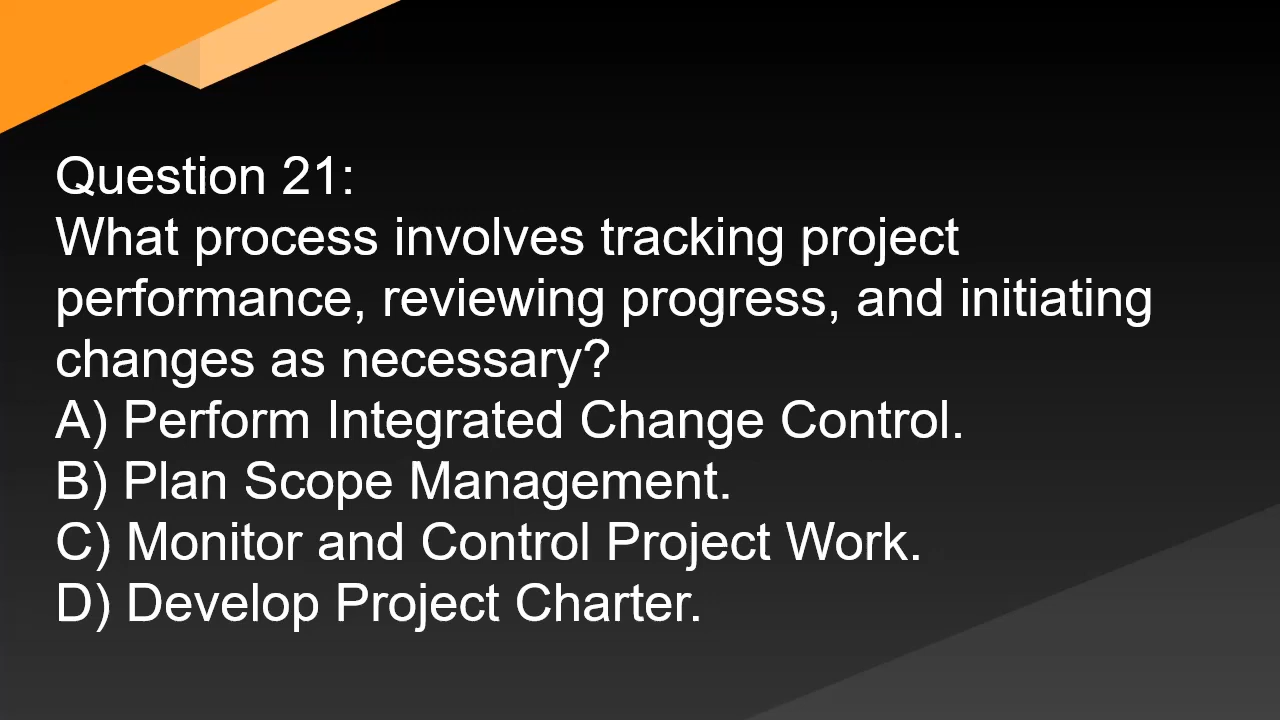 Question 21:
What process involves tracking project
performance, reviewing progress, and initiating
changes as necessary?
A) Perform Integrated Change Control.
B) Plan Scope Management.
C) Monitor and Control Project Work.
D) Develop Project Charter.